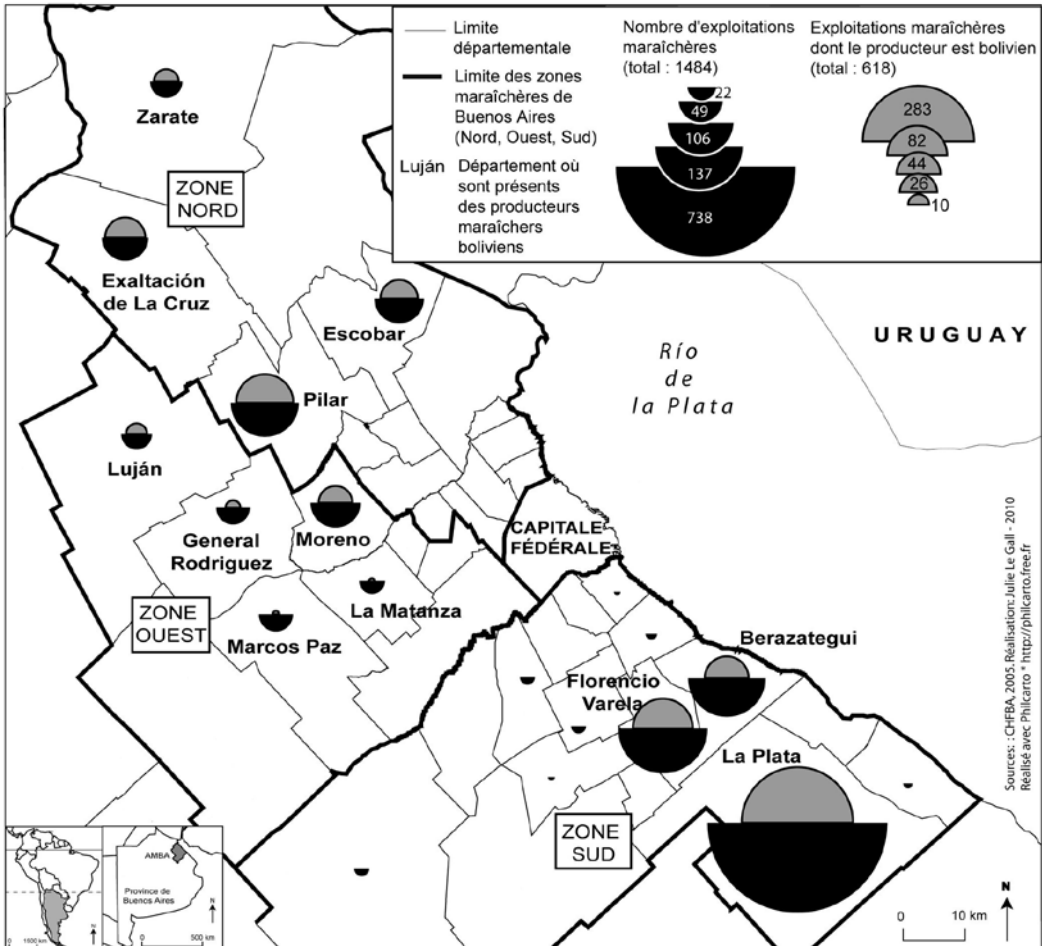 Limite
départementale
Limite des zones
maraîchères de
Buenos Aires
(Nord, Ouest, Sud)
Luján
Département où
sont présents
des producteurs
maraîchers
boliviens
Nombre d'exploitations
maraîchères
(total : 1484)
22
49
106
137
738
Exploitations maraîchères
dont le producteur est bolivien
(total : 618)
283
82
44
26
10
Zarate
ZONE
NORD
Exaltación
de La Cruz
Escobar
Pilar
Luján
General
Rodriguez
Moreno
La Matanza
Marcos Paz
ZONE
OUEST
CAPITALE
FÉDÉRALE
Río
de
la Plata
URUGUAY
Berazategui
Florencio
Varela
La Plata
ZONE
SUD
Sources: :CHFBA, 2005. Réalisation: Julie Le Gall - 2010
Réalisé avec Philcarto * http://philcarto.free.fr
N
0 10 km
0 1500 km
N
AMBA
Province de
Buenos Aires
N
0 500 km